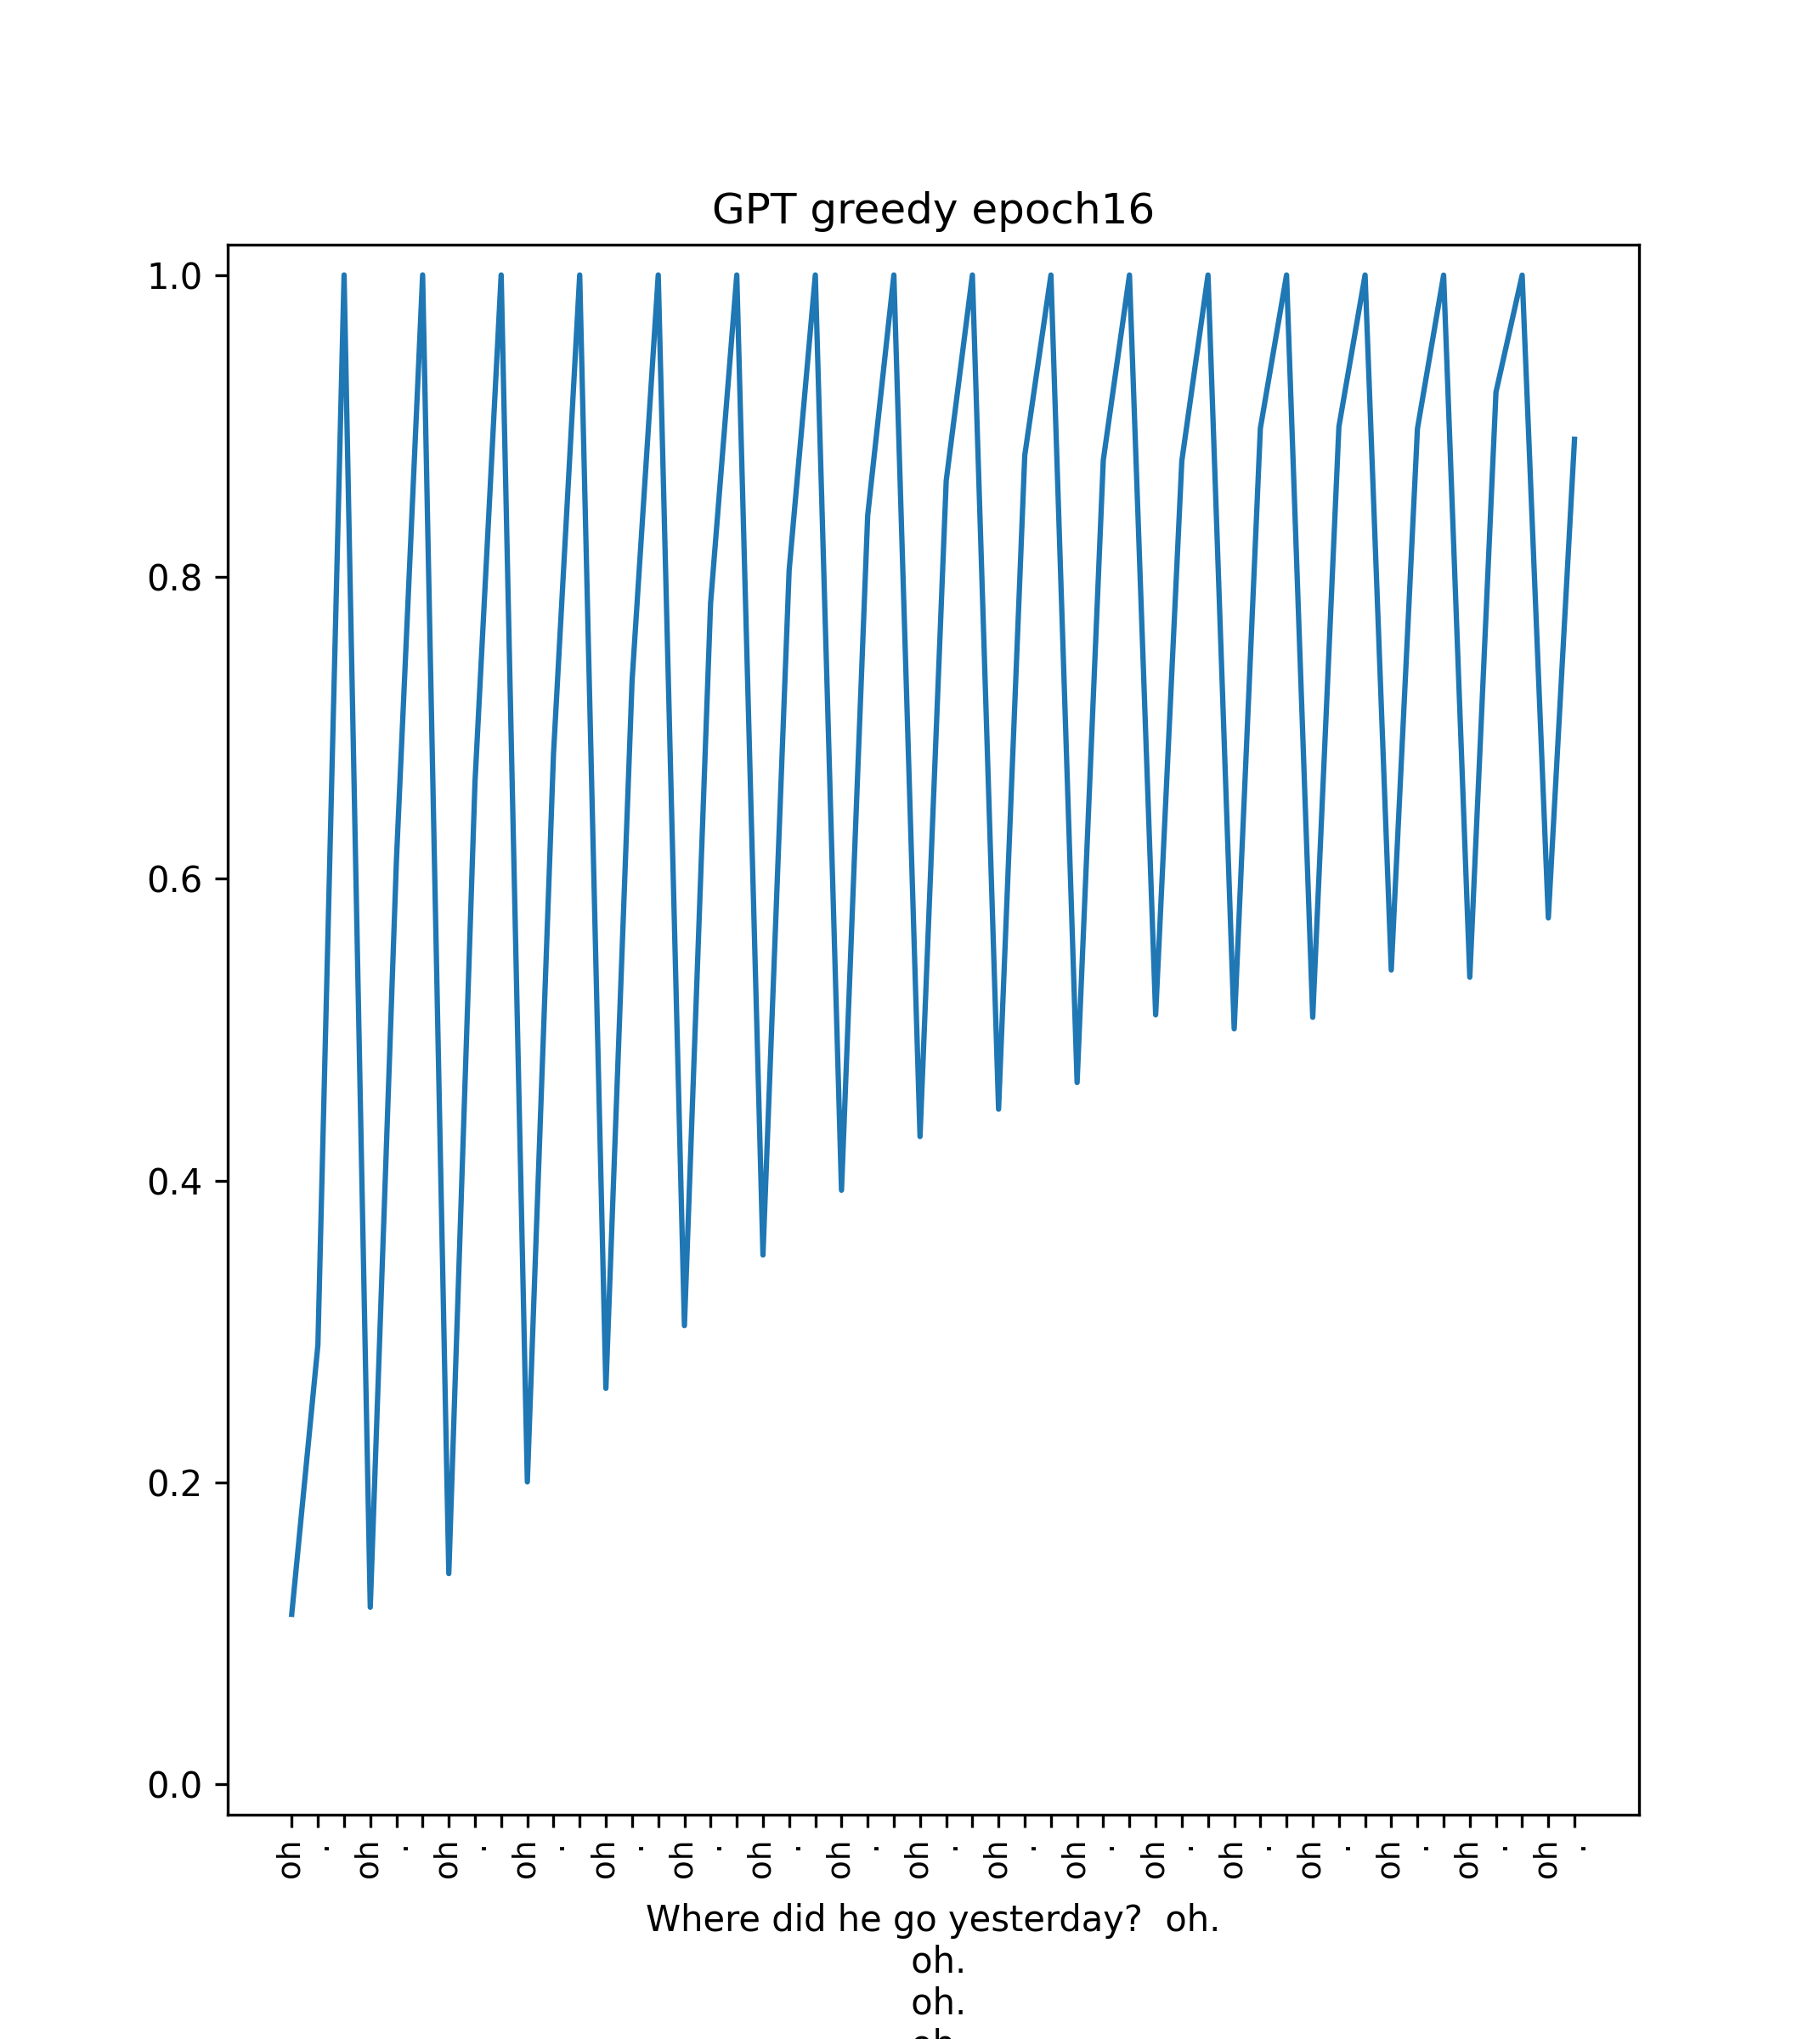 GPT greedy epoch16
1.0
0.8
0.6
0.4
0.2
0.0
oh . oh . oh . oh . oh . oh . oh . oh . oh . oh . oh . oh . oh . oh . oh . oh . oh .
Where did he go yesterday?  oh.
oh.
oh.
oh.